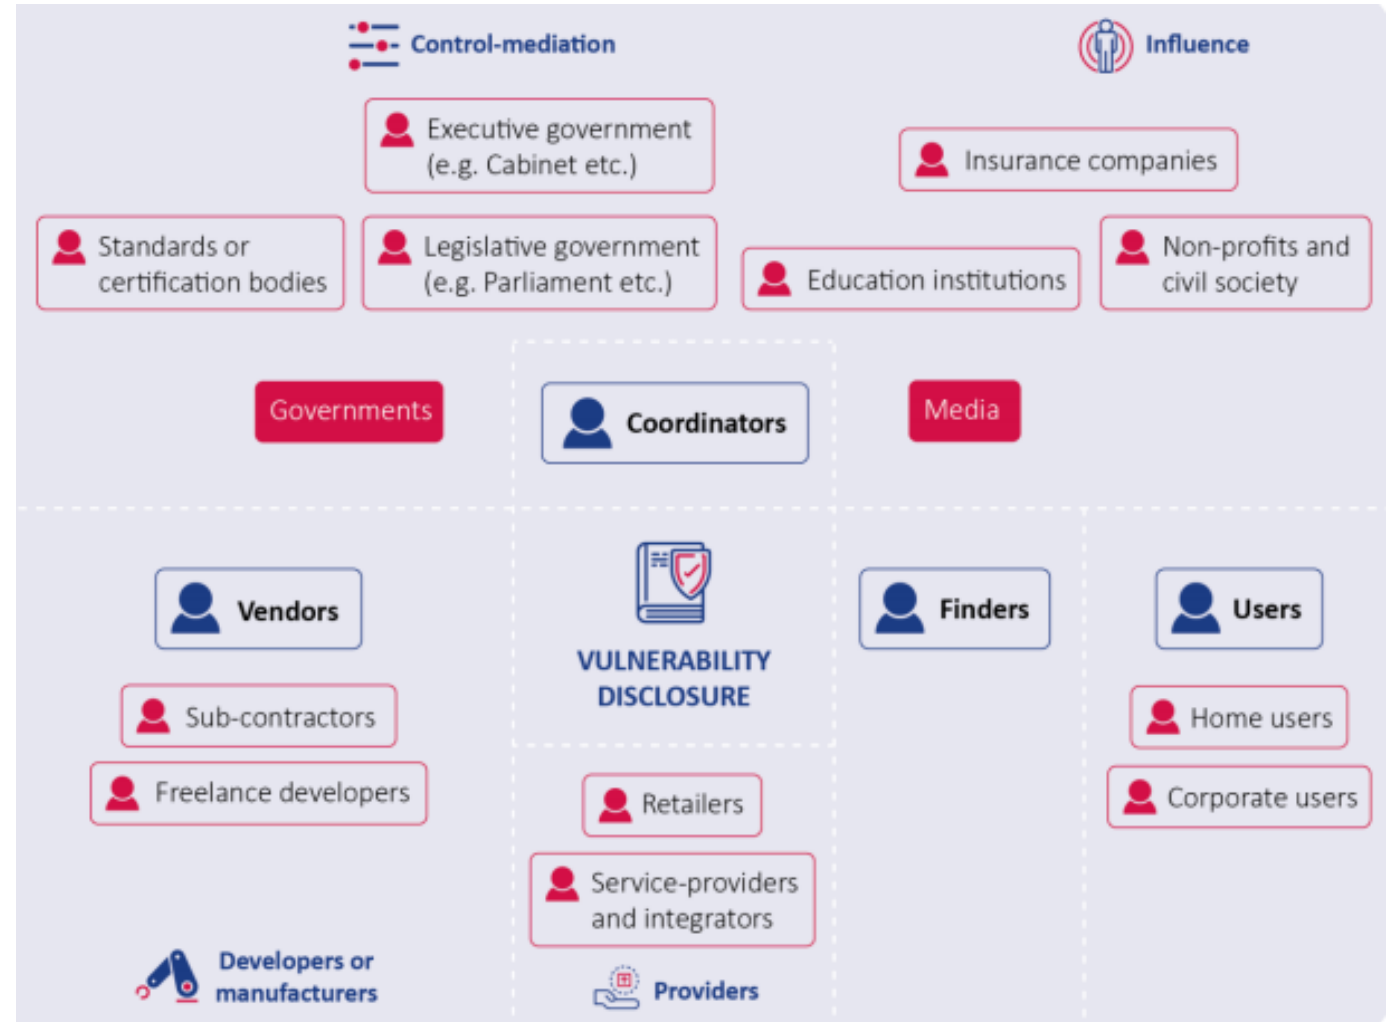 Control-mediation
Influence
Executive government
(e.g. Cabinet etc.)
Insurance companies
Standards or
certification bodies
Legislative government
(e.g. Parliament etc.)
Education institutions
Non-profits and
civil society
Governments
Coordinators
Media
Vendors
Sub-contractors
Freelance developers
Developers or
manufacturers
VULNERABILITY
DISCLOSURE
Retailers
Service-providers
and integrators
Providers
Finders
Users
Home users
Corporate users